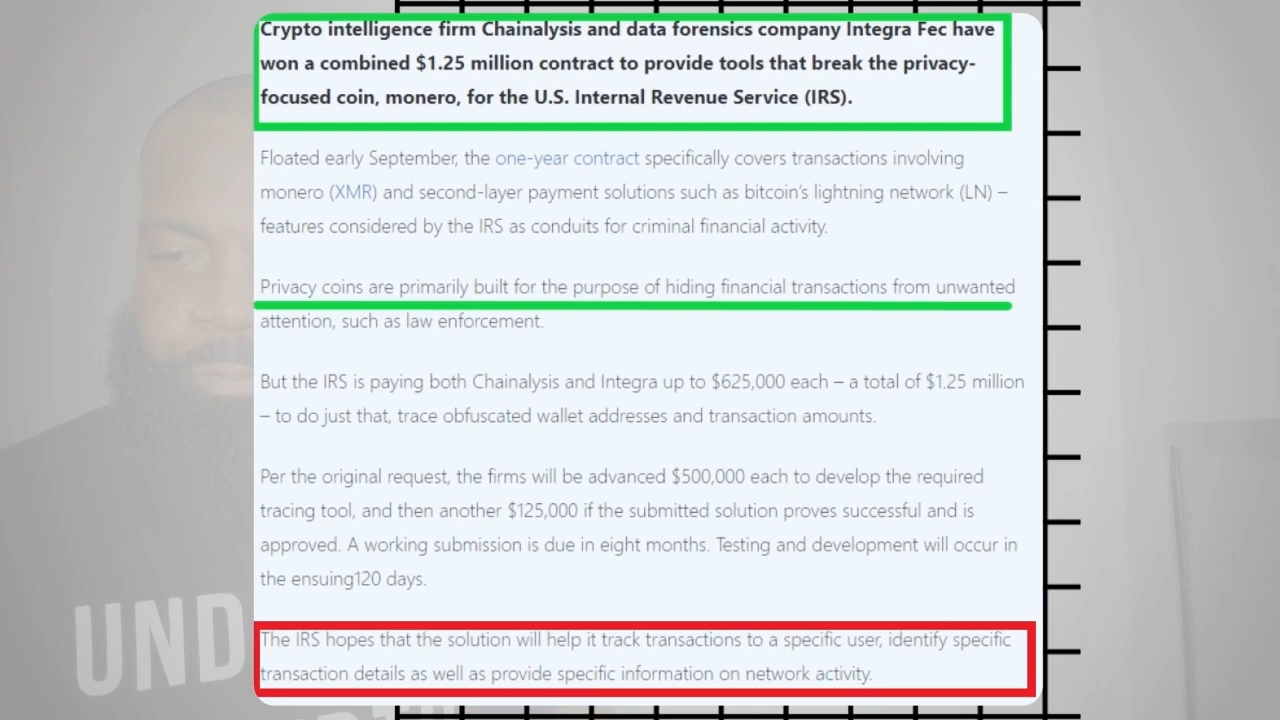 Crypto intelligence firm Chainalysis and data forensics company Integra Fec have
won a combined $1.25 million contract to provide tools that break the privacy-
focused coin, monero, for the U.S. Internal Revenue Service (IRS).
Floated early September, the one-year contract specifically covers transactions involving
monero (XMR) and second-layer payment solutions such as bitcoin's lightning network (LN) –
features considered by the IRS as conduits for criminal financial activity.
Privacy coins are primarily built for the purpose of hiding financial transactions from unwanted
attention, such as law enforcement.
But the IRS is paying both Chainalysis and Integra up to $625,000 each – a total of $1.25 million
– to do just that, trace obfuscated wallet addresses and transaction amounts.
Per the original request, the firms will be advanced $500,000 each to develop the required
tracing tool, and then another $125,000 if the submitted solution proves successful and is
approved. A working submission is due in eight months. Testing and development will occur in
the ensuing120 days.
The IRS hopes that the solution will help it track transactions to a specific user, identify specific
transaction details as well as provide specific information on network activity.
UND